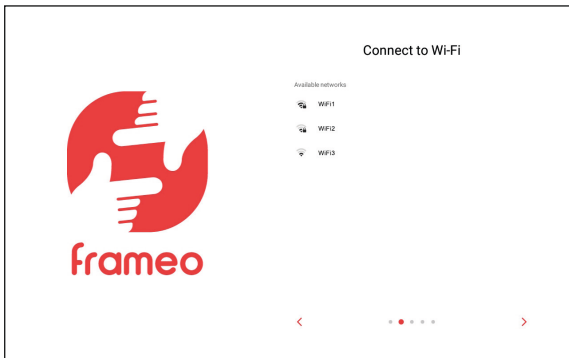 Connect to Wi-Fi
Available networks
WiFi1
WiFi2
WiFi3
frameo